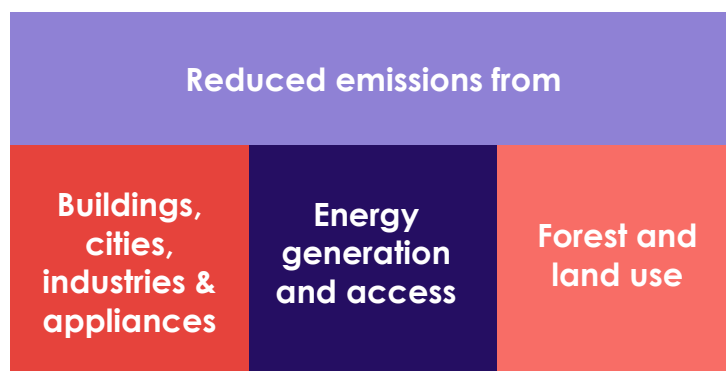 Reduced emissions from
Buildings,
cities,
industries &
appliances
Energy
generation
and access
Forest and
land use